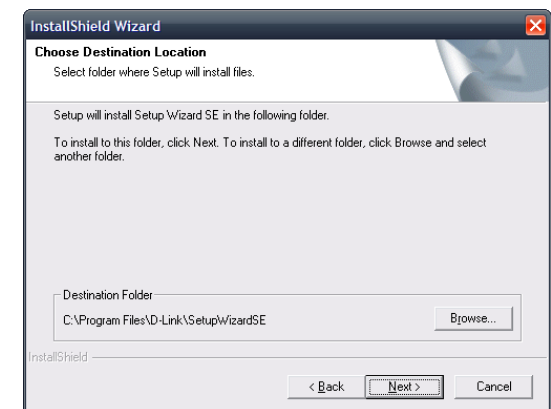 InstallShield Wizard
Choose Destination Location
Select folder where Setup will install files.
Setup will install Setup Wizard SE in the following folder.
To install to this folder, click Next. To install to a different folder, click Browse and select
another folder.
Destination Folder
C:\Program Files\D-Link\SetupWizardSE
Browse...
InstallShield
< Back
Next >
Cancel